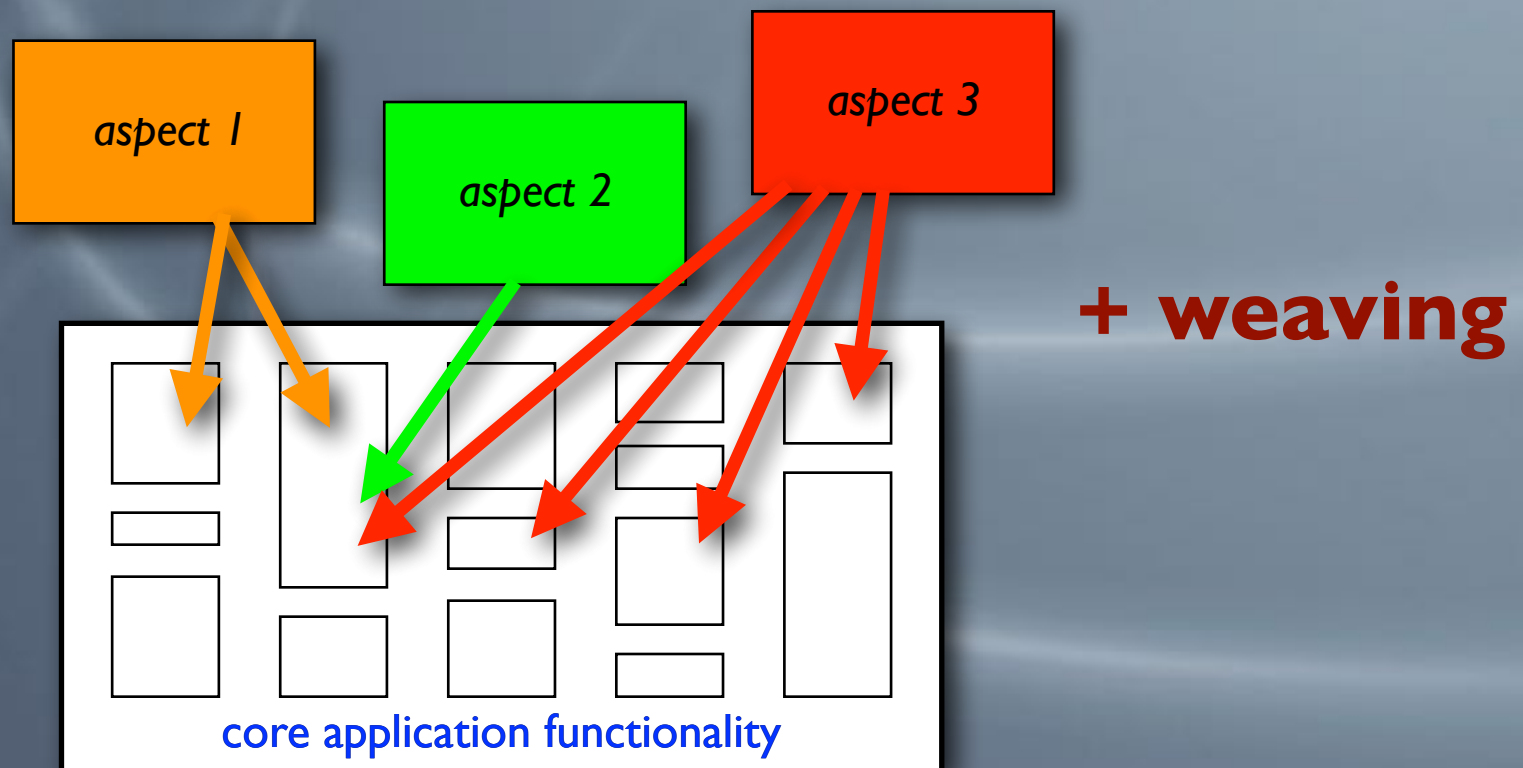 aspect 1
aspect 2
aspect 3
+ weaving
core application functionality